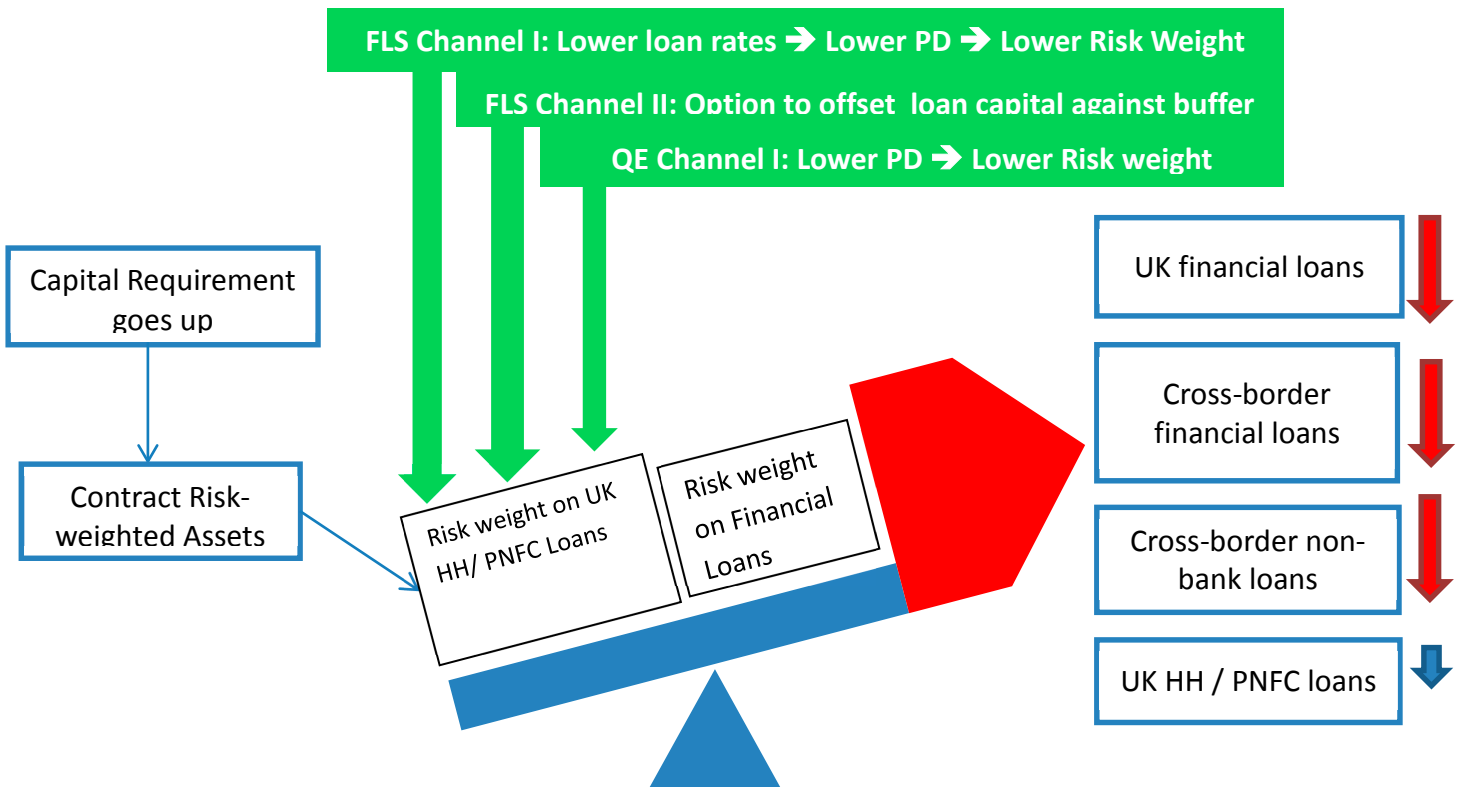 FLS Channel I: Lower loan rates ➔ Lower PD ➔ Lower Risk Weight
FLS Channel II: Option to offset loan capital against buffer
QE Channel I: Lower PD ➔ Lower Risk weight
Capital Requirement
goes up
Contract Risk-
weighted Assets
Risk weight on UK
HH/ PNFC Loans
Risk weight
on Financial
Loans
UK financial loans
Cross-border
financial loans
Cross-border non-
bank loans
UK HH / PNFC loans